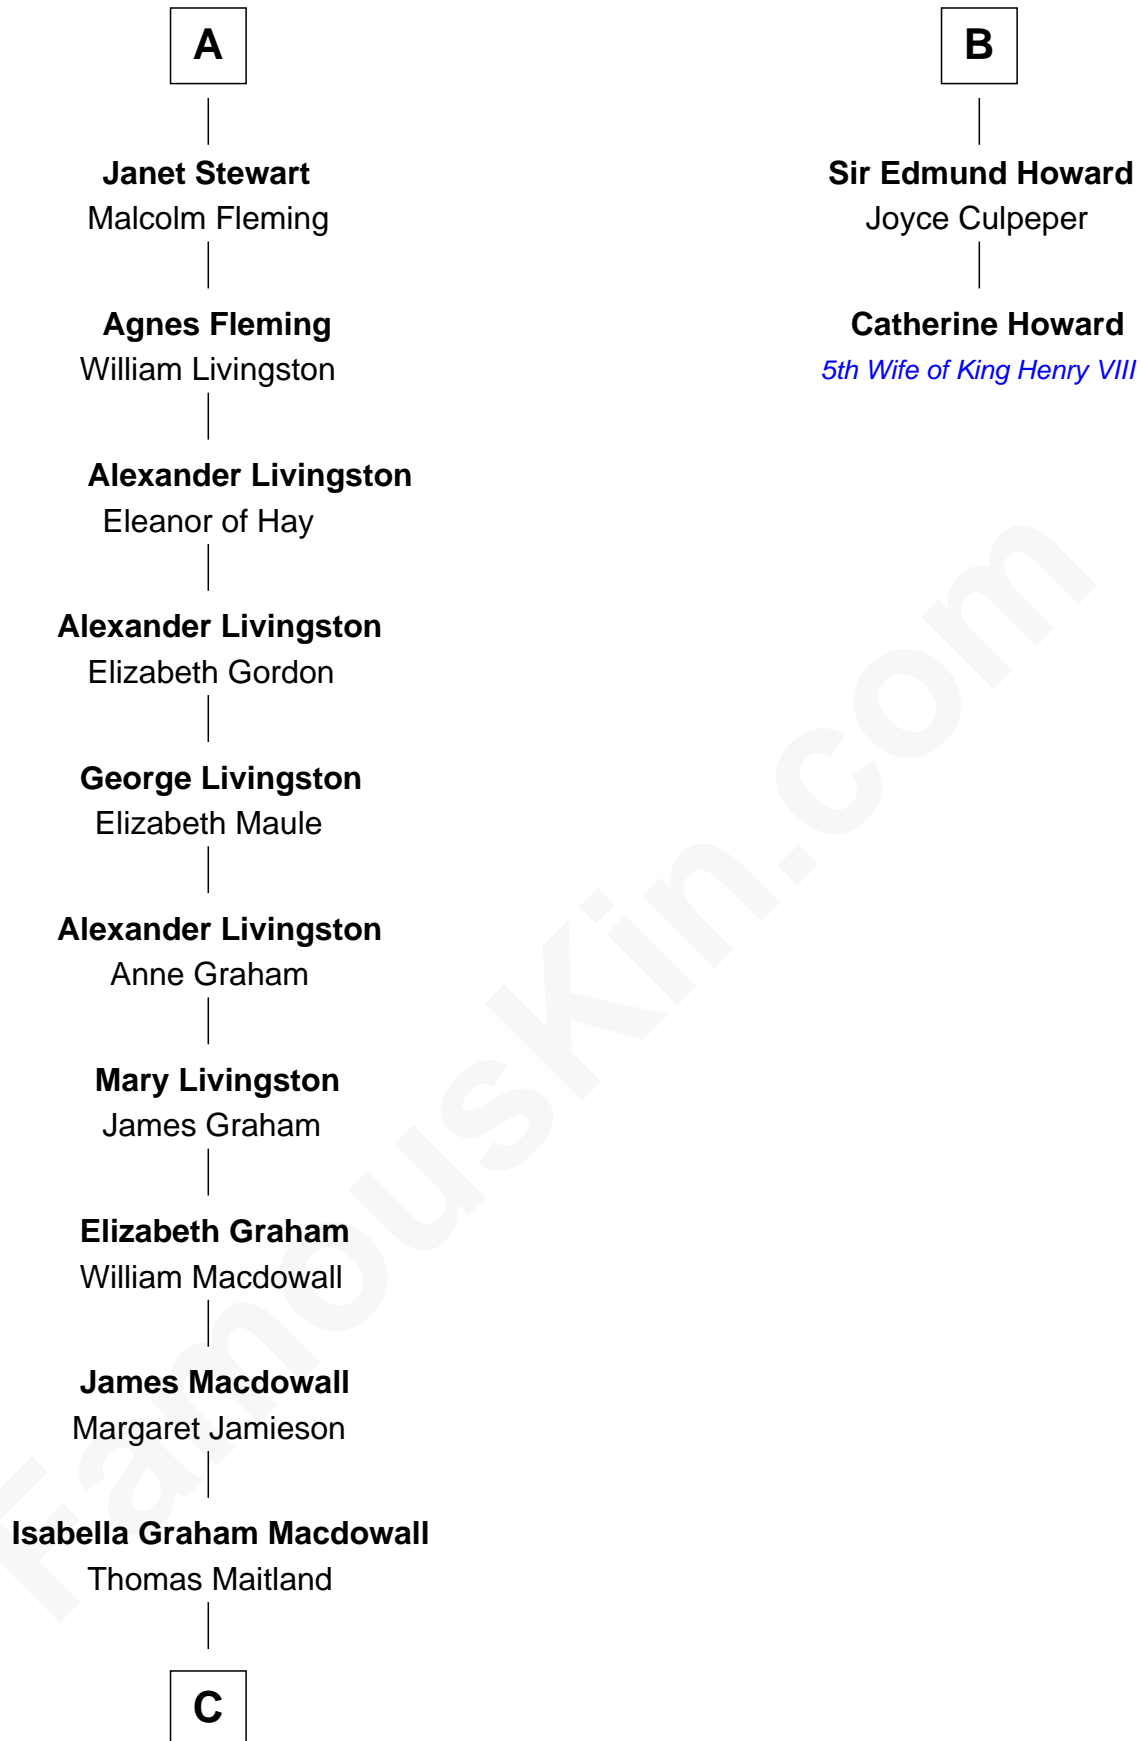 A
Janet Stewart
Malcolm Fleming
Agnes Fleming
William Livingston
Alexander Livingston
Eleanor of Hay
Alexander Livingston
Elizabeth Gordon
George Livingston
Elizabeth Maule
Alexander Livingston
Anne Graham
Mary Livingston
James Graham
Elizabeth Graham
William Macdowall
James Macdowall
Margaret Jamieson
Isabella Graham Macdowall
Thomas Maitland
C
B
Sir Edmund Howard
Joyce Culpeper
Catherine Howard
5th Wife of King Henry VIII
FamousKin.com